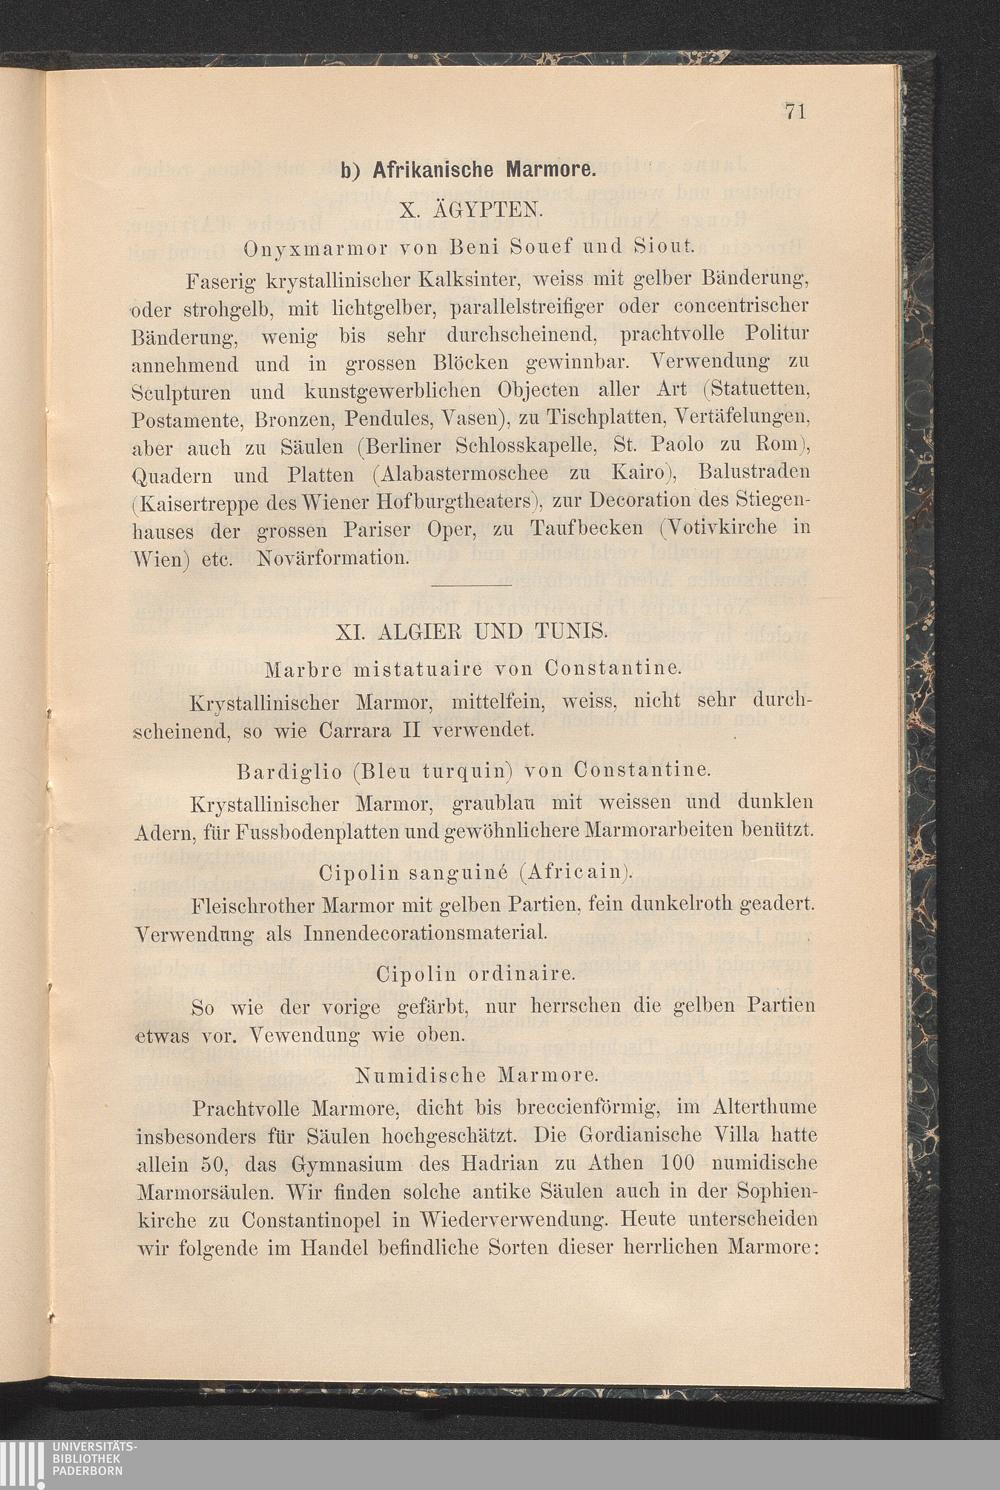 71
b) Afrikanische Marmore.
X. ÄGYPTEN.
Onyxmarmor von Beni Souef und Siout.
Faserig krystallinischer Kalksinter, weiss mit gelber Bänderung,
oder strohgelb, mit lichtgelber, parallelstreifiger oder concentrischer
Bänderung, wenig bis sehr durchscheinend, prachtvolle Politur
annehmend und in grossen Blöcken gewinnbar. Verwendung zu
Sculpturen und kunstgewerblichen Objecten aller Art (Statuetten,
Postamente, Bronzen, Pendules, Vasen), zu Tischplatten, Vertäfelungen,
aber auch zu Säulen (Berliner Schlosskapelle, St. Paolo zu Rom),
Quadern und Platten (Alabastermoschee zu Kairo), Balustraden
(Kaisertreppe des Wiener Hofburgtheaters), zur Decoration des Stiegen-
hauses der grossen Pariser Oper, zu Taufbecken (Votivkirche in
Wien) etc. Novärformation.
XI. ALGIER UND TUNIS.
Marbre mistatuaire von Constantine.
Krystallinischer Marmor, mittelfein, weiss, nicht sehr durch-
scheinend, so wie Carrara II verwendet.
Bardiglio (Bleu turquin) von Constantine.
Krystallinischer Marmor, graublau mit weissen und dunklen
Adern, für Fussbodenplatten und gewöhnlichere Marmorarbeiten benützt.
Cipolin sanguiné (Africain).
Fleischrother Marmor mit gelben Partien, fein dunkelroth geadert.
Verwendung als Innendecorationsmaterial.
Cipolin ordinaire.
So wie der vorige gefärbt, nur herrschen die gelben Partien
etwas vor. Vewendung wie oben.
Numidische Marmore.
Prachtvolle Marmore, dicht bis breccienförmig, im Alterthume
insbesonders für Säulen hochgeschätzt. Die Gordianische Villa hatte
allein 50, das Gymnasium des Hadrian zu Athen 100 numidische
Marmorsäulen. Wir finden solche antike Säulen auch in der Sophien-
kirche zu Constantinopel in Wiederverwendung. Heute unterscheiden
wir folgende im Handel befindliche Sorten dieser herrlichen Marmore:
UNIVERSITÄTS-
BIBLIOTHEK
PADERBORN